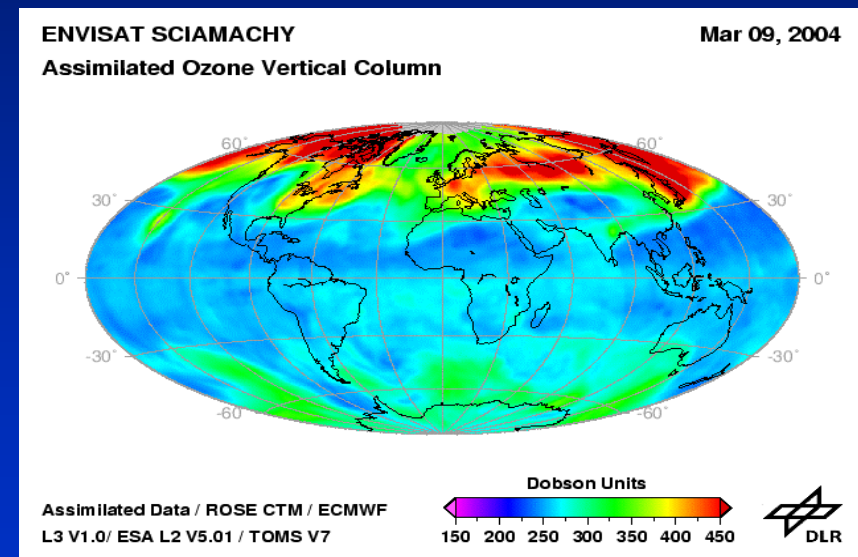 ENVISAT SCIAMACHY
Mar 09, 2004
Assimilated Ozone Vertical Column
60° 60°
30° 30°
0° 0°
-30° -30°
-60° -60°
Dobson Units
150 200 250 300 350 400 450
Assimilated Data / ROSE CTM / ECMWF
L3 V1.0/ ESA L2 V5.01 / TOMS V7
DLR